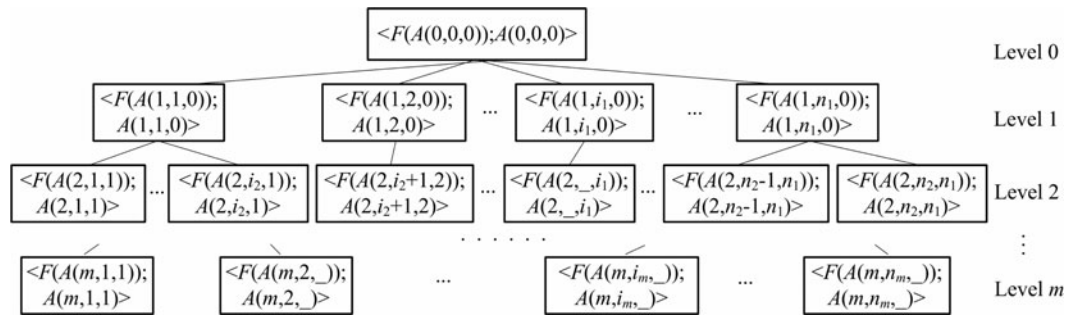 <F(A(0,0,0));A(0,0,0)>
Level 0
<F(A(1,1,0)); <F(A(1,2,0)); <F(A(1,i₁,0)); <F(A(1,n₁,0));
... ...
A(1,1,0)> A(1,2,0)> A(1,i₁,0)> A(1,n₁,0)>
Level 1
<F(A(2,1,1)); <F(A(2,i₂,1)); <F(A(2,i₂+1,2)); <F(A(2,_,i₁)); <F(A(2,n₂-1,n₁)); <F(A(2,n₂,n₁));
... ... ...
A(2,1,1)> A(2,i₂,1)> A(2,i₂+1,2)> A(2,_,i₁)> A(2,n₂-1,n₁)> A(2,n₂,n₁)>
Level 2
. . . . . .
⋮
<F(A(m,1,1)); <F(A(m,2,_)); <F(A(m,iₘ,_)); <F(A(m,nₘ,_));
... ...
A(m,1,1)> A(m,2,_)> A(m,iₘ,_)> A(m,nₘ,_)>
Level m